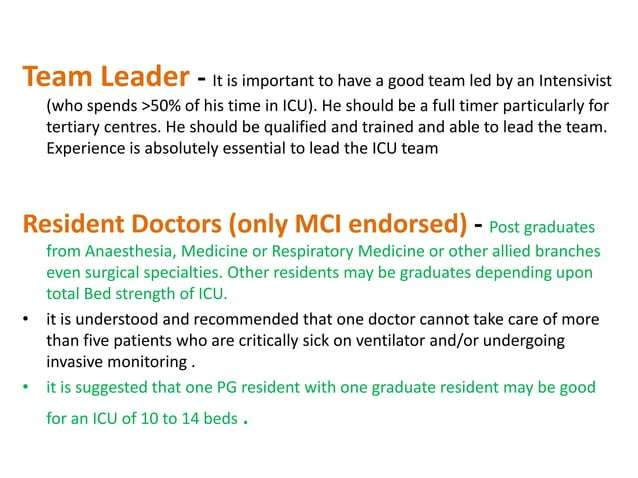 Team Leader - It is important to have a good team led by an Intensivist
(who spends >50% of his time in ICU). He should be a full timer particularly for
tertiary centres. He should be qualified and trained and able to lead the team.
Experience is absolutely essential to lead the ICU team
Resident Doctors (only MCI endorsed) - Post graduates
from Anaesthesia, Medicine or Respiratory Medicine or other allied branches
even surgical specialties. Other residents may be graduates depending upon
total Bed strength of ICU.
• it is understood and recommended that one doctor cannot take care of more
than five patients who are critically sick on ventilator and/or undergoing
invasive monitoring .
• it is suggested that one PG resident with one graduate resident may be good
for an ICU of 10 to 14 beds .